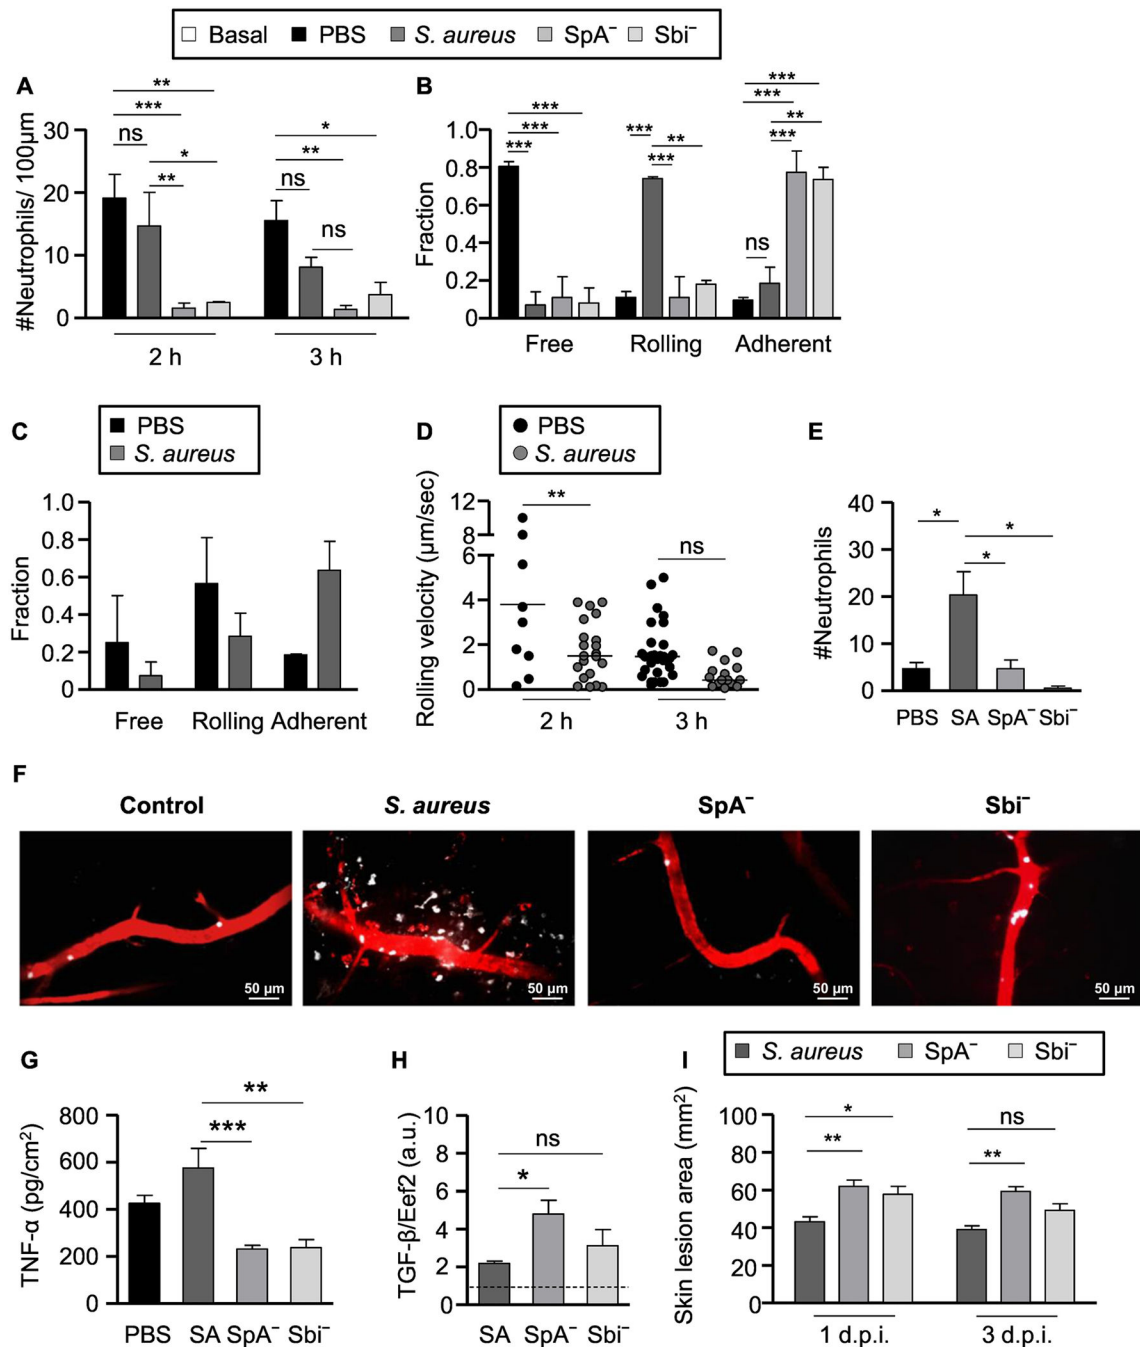 Basal PBS S. aureus SpA⁻ Sbi⁻
A
** 
***
ns
*
**
*
**
ns
ns
#Neutrophils/ 100µm
30
20
10
0
2 h 3 h
B
***
***
***
***
**
***
***
***
**
***
ns
Fraction
1.0
0.8
0.6
0.4
0.2
0
Free Rolling Adherent
C
PBS
S. aureus
Fraction
1.0
0.8
0.6
0.4
0.2
0
Free Rolling Adherent
D
PBS
S. aureus
Rolling velocity (µm/sec)
12
8
6
4
2
0
**
ns
2 h 3 h
E
#Neutrophils
40
30
20
10
0
*
*
*
PBS SA SpA⁻ Sbi⁻
F
Control S. aureus SpA⁻ Sbi⁻
50 µm 50 µm 50 µm 50 µm
G
TNF-α (pg/cm²)
800
600
400
200
0
**
***
PBS SA SpA⁻ Sbi⁻
H
TGF-β/Eef2 (a.u.)
10
8
6
4
2
0
ns
*
SA SpA⁻ Sbi⁻
I
S. aureus SpA⁻ Sbi⁻
Skin lesion area (mm²)
100
80
60
40
20
0
*
**
ns
**
1 d.p.i. 3 d.p.i.